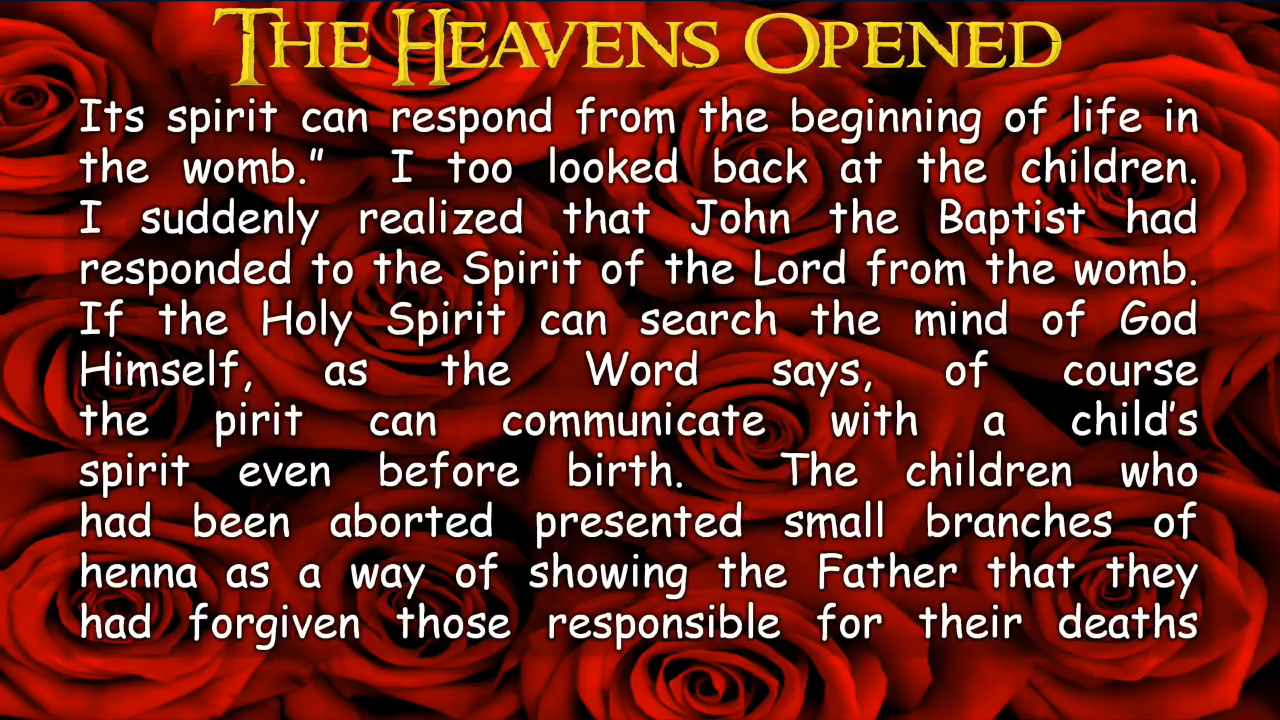 THE HEAVENS OPENED
Its spirit can respond from the beginning of life in
the womb.” I too looked back at the children.
I suddenly realized that John the Baptist had
responded to the Spirit of the Lord from the womb.
If the Holy Spirit can search the mind of God
Himself, as the Word says, of course
the pirit can communicate with a child’s
spirit even before birth. The children who
had been aborted presented small branches of
henna as a way of showing the Father that they
had forgiven those responsible for their deaths